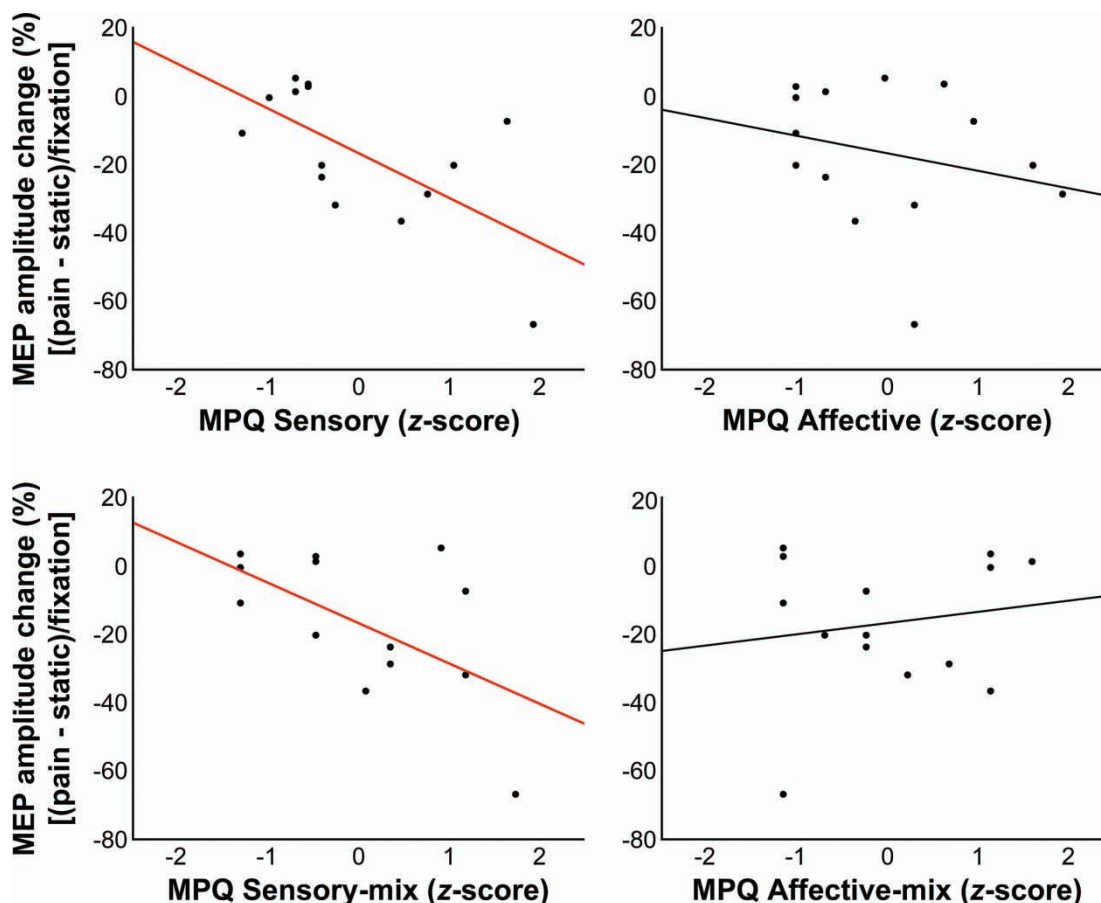 MEP amplitude change (%)
[(pain - static)/fixation]
20
0
-20
-40
-60
-80
-2 -1 0 1 2
MPQ Sensory (z-score)
20
0
-20
-40
-60
-80
-2 -1 0 1 2
MPQ Affective (z-score)
MEP amplitude change (%)
[(pain - static)/fixation]
20
0
-20
-40
-60
-80
-2 -1 0 1 2
MPQ Sensory-mix (z-score)
20
0
-20
-40
-60
-80
-2 -1 0 1 2
MPQ Affective-mix (z-score)